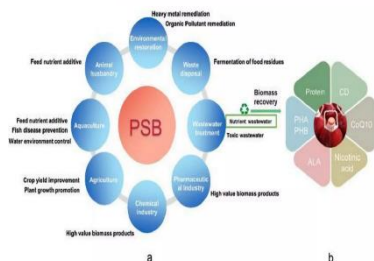 Heavy metal remediation
Organic Pollutant remediation
Environments restoration
Feed nutrient additive
Animal husbandry
Waste disposal
Fermentation of food residues
Biomass recovery
Feed nutrient additive
Fish disease prevention
Water environment control
Aquaculture
PSB
Wastewater treatment
Nutrient wastewater
Toxic wastewater
Crop yield improvement
Plant growth promotion
Agriculture
Chemical industry
Pharmaceutic al industry
High value biomass products
High value biomass products
a
Protein
CD
PHA
PHB
CoQ10
ALA
Nicotinic acid
b